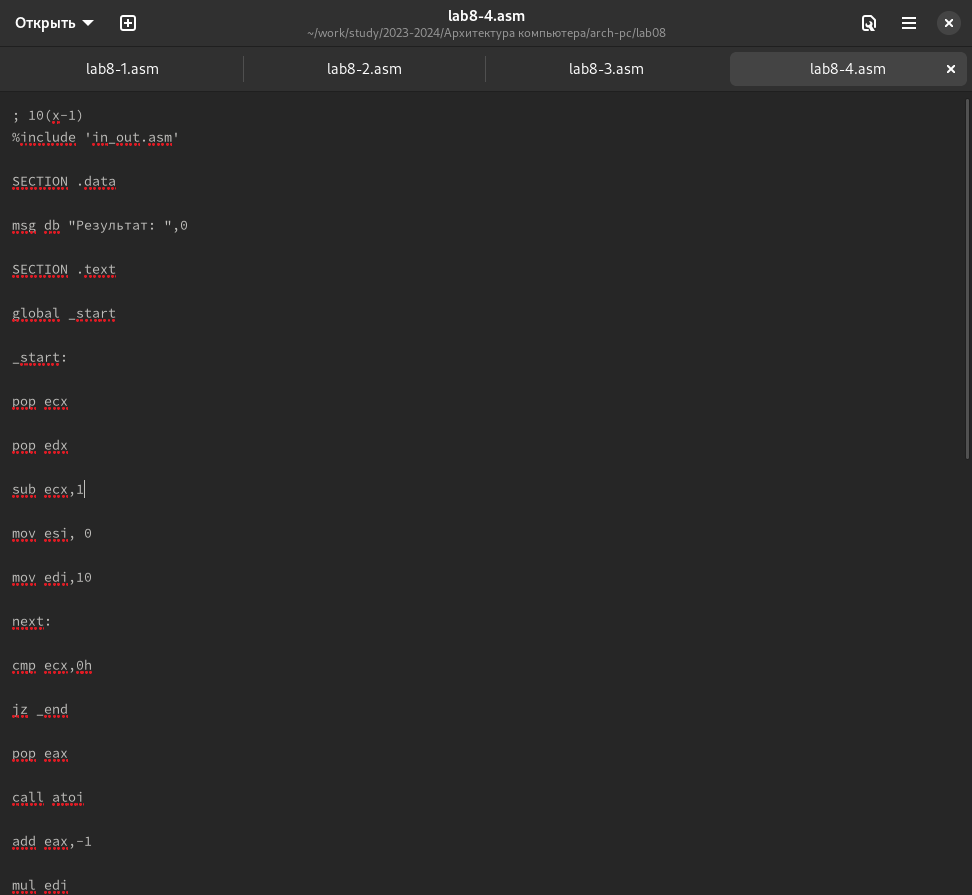 Открыть
lab8-4.asm
~/work/study/2023-2024/Архитектура компьютера/arch-pc/lab08
lab8-1.asm
lab8-2.asm
lab8-3.asm
lab8-4.asm
; 10(x-1)
%include 'in_out.asm'
SECTION .data
msg db "Результат: ",0
SECTION .text
global _start
_start:
pop ecx
pop edx
sub ecx,1
mov esi, 0
mov edi,10
next:
cmp ecx,0h
jz _end
pop eax
call atoi
add eax,-1
mul edi